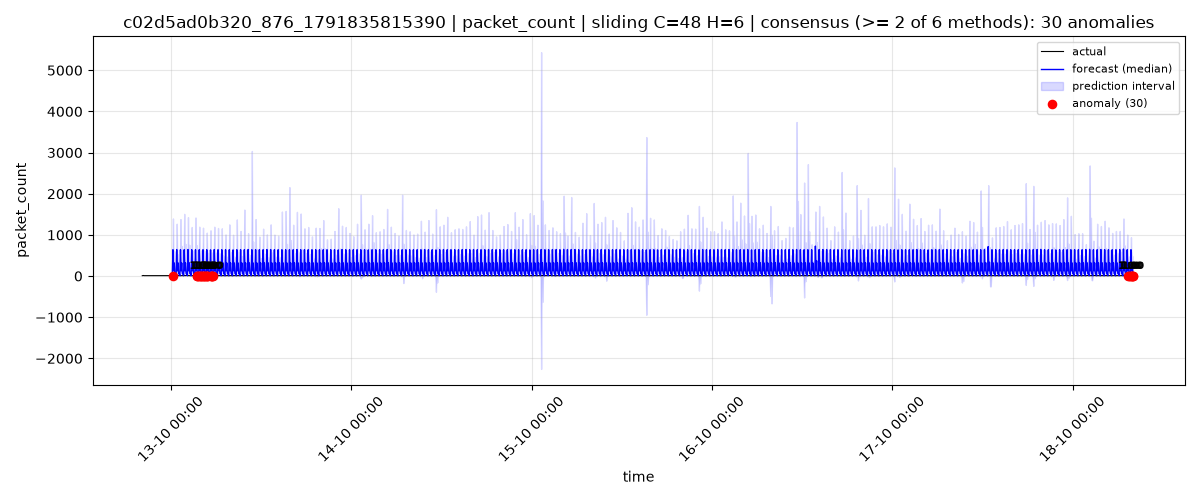 c02d5ad0b320_876_1791835815390 | packet_count | sliding C=48 H=6 | consensus (>= 2 of 6 methods): 30 anomalies
actual
forecast (median)
prediction interval
anomaly (30)
packet_count
5000
4000
3000
2000
1000
0
−1000
−2000
13-10 00:00
14-10 00:00
15-10 00:00
16-10 00:00
17-10 00:00
18-10 00:00
time